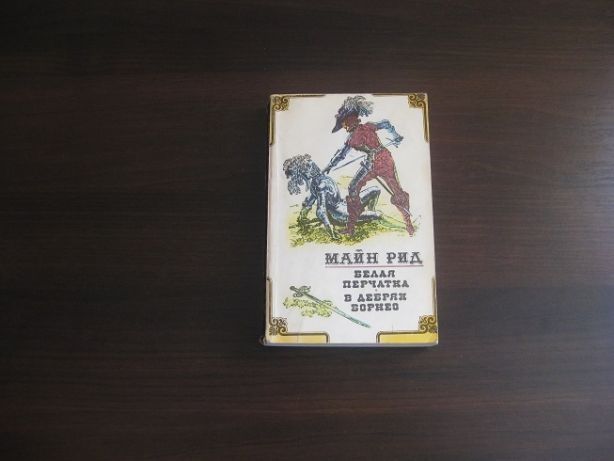 МАЙН РИД
БЕЛАЯ
ПЕРЧАТКА
В ДЕБРЯХ
БОРНЕО